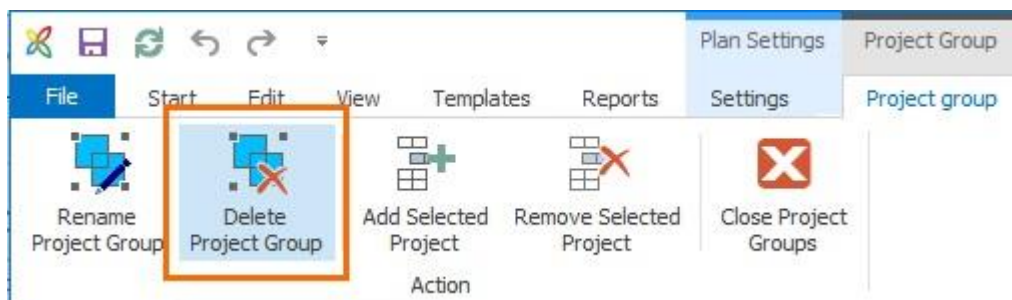 Plan Settings Project Group
File Start Edit View Templates Reports Settings Project group
Rename
Project Group
Delete
Project Group
Add Selected
Project
Remove Selected
Project
Close Project
Groups
Action